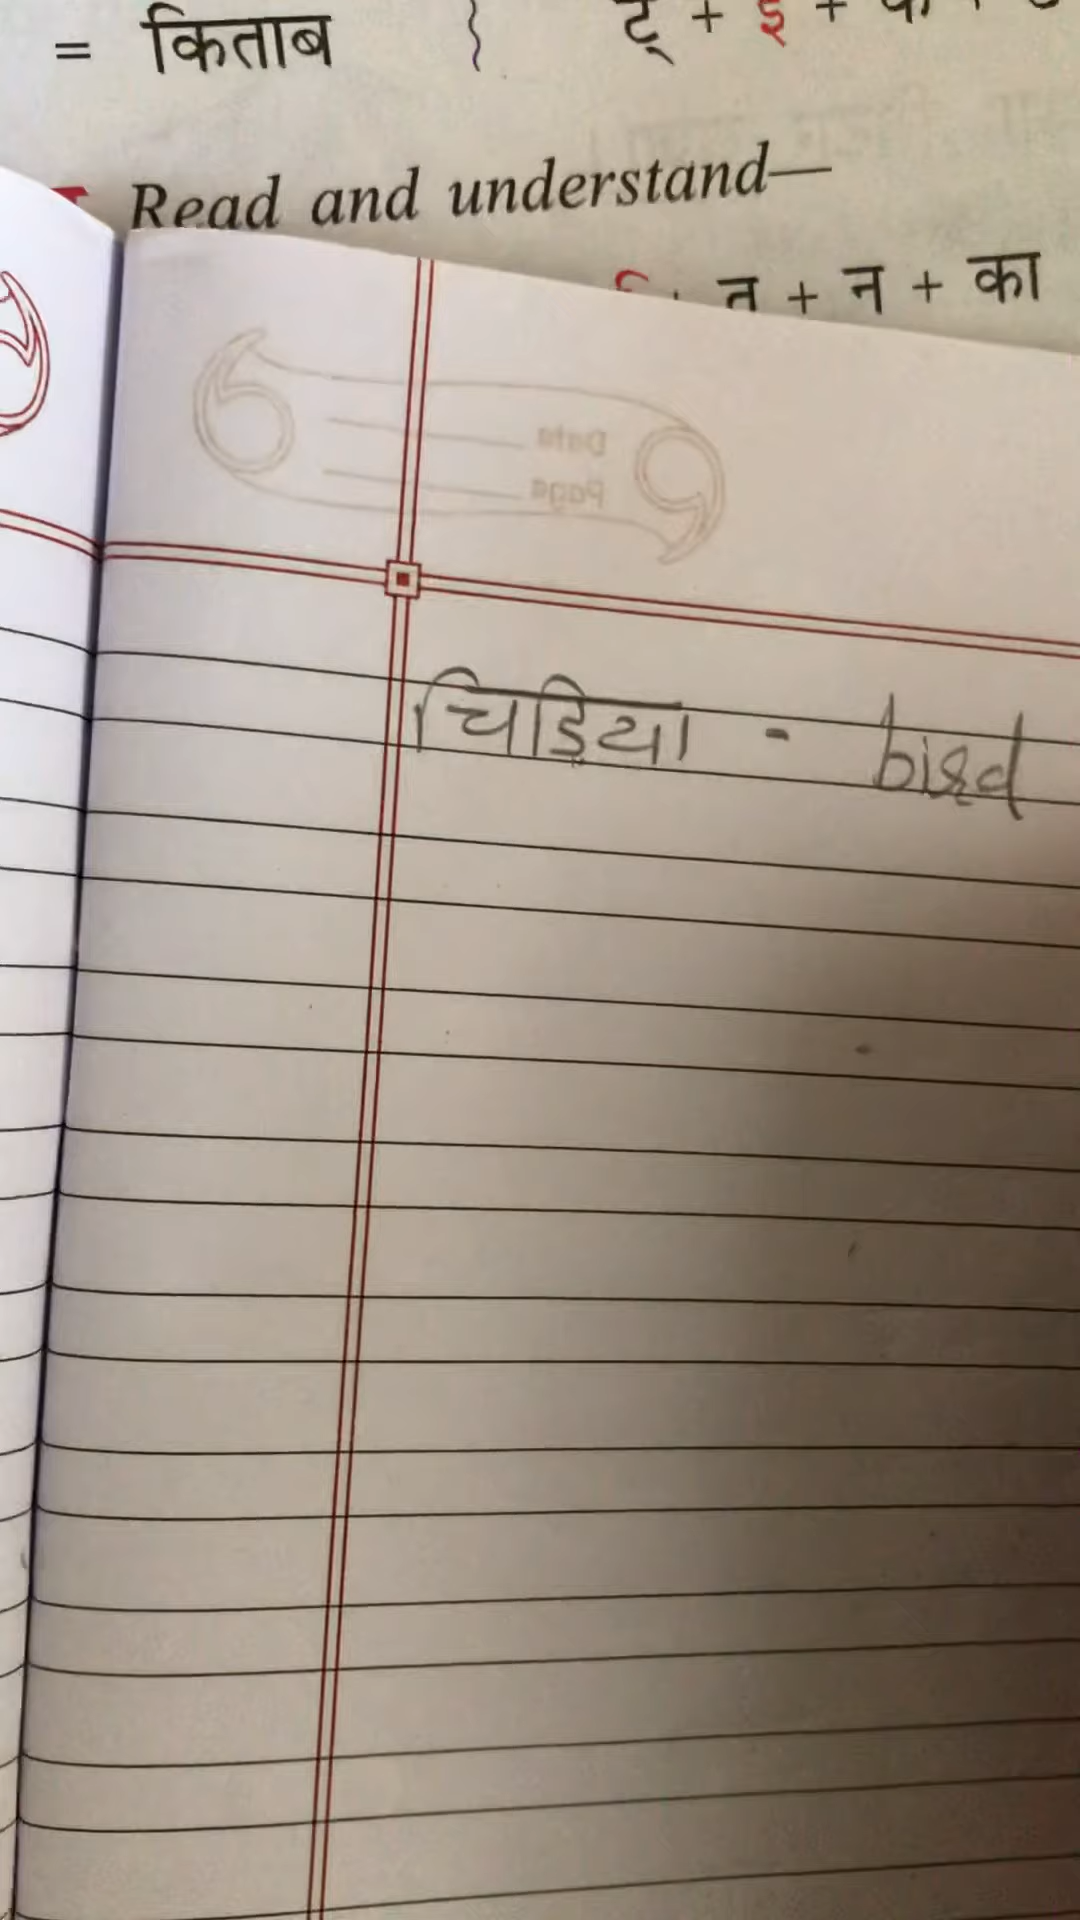 = किताब } ट् + इ + 
Read and understand—
त + न + का
Date
Page
चिड़िया - bird